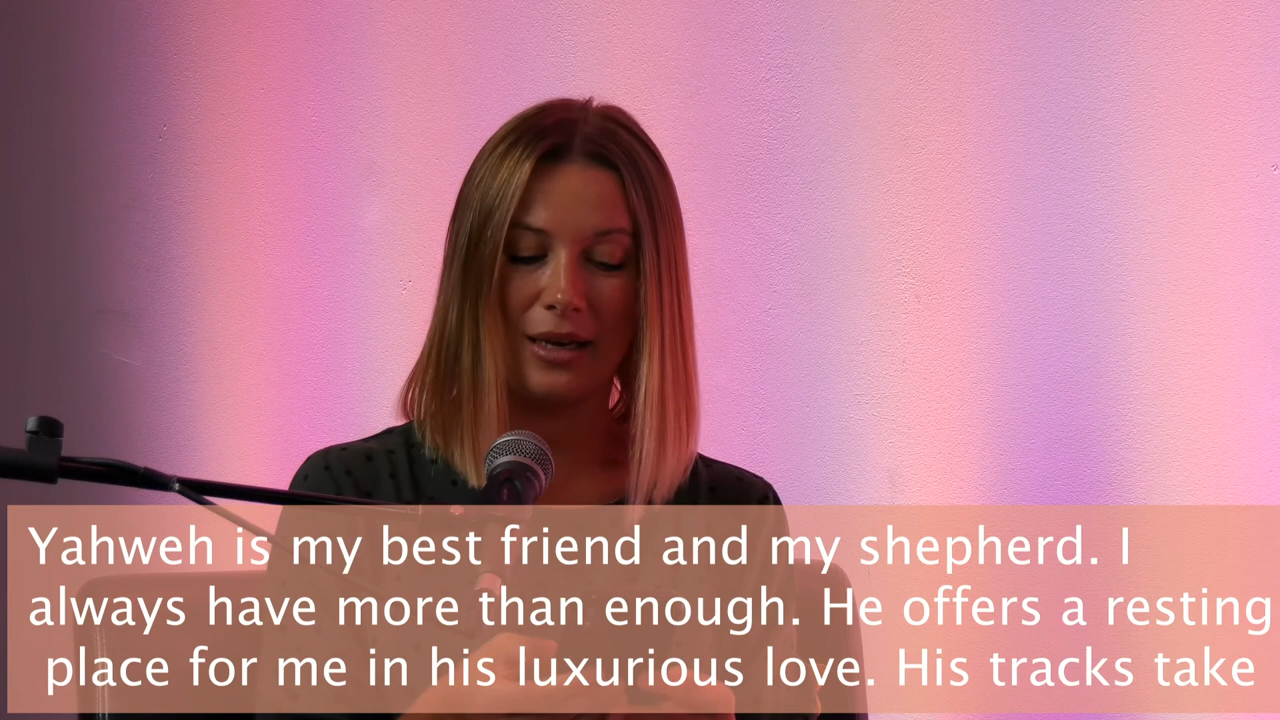 Yahweh is my best friend and my shepherd. I
always have more than enough. He offers a resting
place for me in his luxurious love. His tracks take